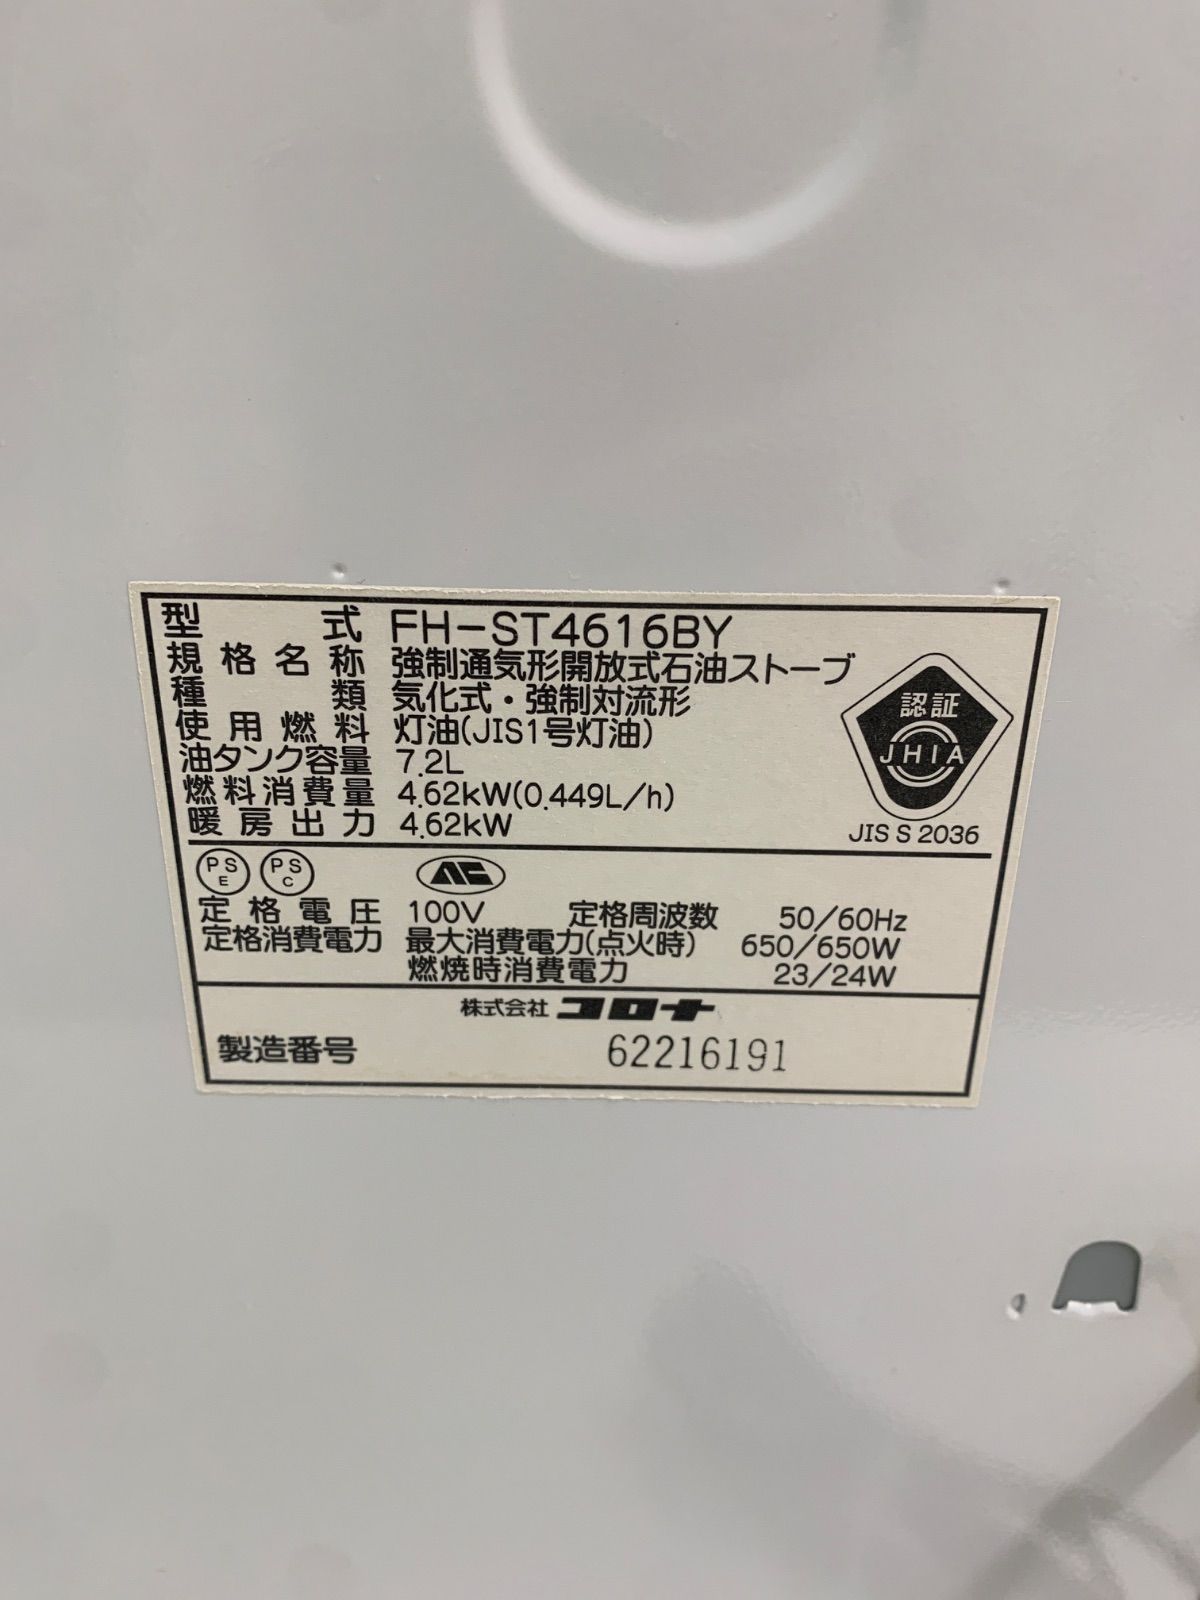 型式 FH-ST4616BY
規格名称 強制通気形開放式石油ストーブ
種類 気化式・強制対流形
使用燃料 灯油(JIS1号灯油)
油タンク容量 7.2L
燃料消費量 4.62kW(0.449L/h)
暖房出力 4.62kW
認証
JHIA
JIS S 2036
PS E PS C
定格電圧 100V 定格周波数 50/60Hz
定格消費電力 最大消費電力(点火時) 650/650W
燃焼時消費電力 23/24W
株式会社 コロナ
製造番号 62216191